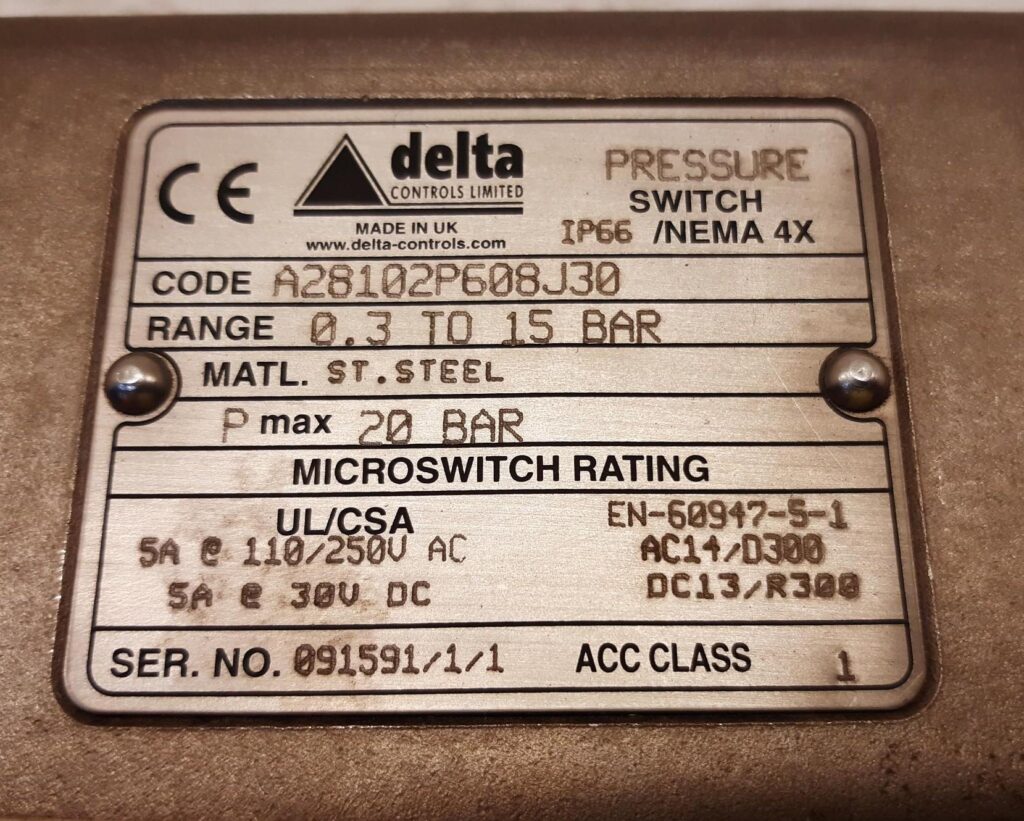 CE
delta
CONTROLS LIMITED
MADE IN UK
www.delta-controls.com
PRESSURE
SWITCH
IP66 /NEMA 4X
CODE A28102P608J30
RANGE 0.3 TO 15 BAR
MATL. ST.STEEL
P max 20 BAR
MICROSWITCH RATING
UL/CSA
5A @ 110/250V AC
5A @ 30V DC
EN-60947-5-1
AC14/D300
DC13/R300
SER. NO. 091591/1/1 ACC CLASS 1